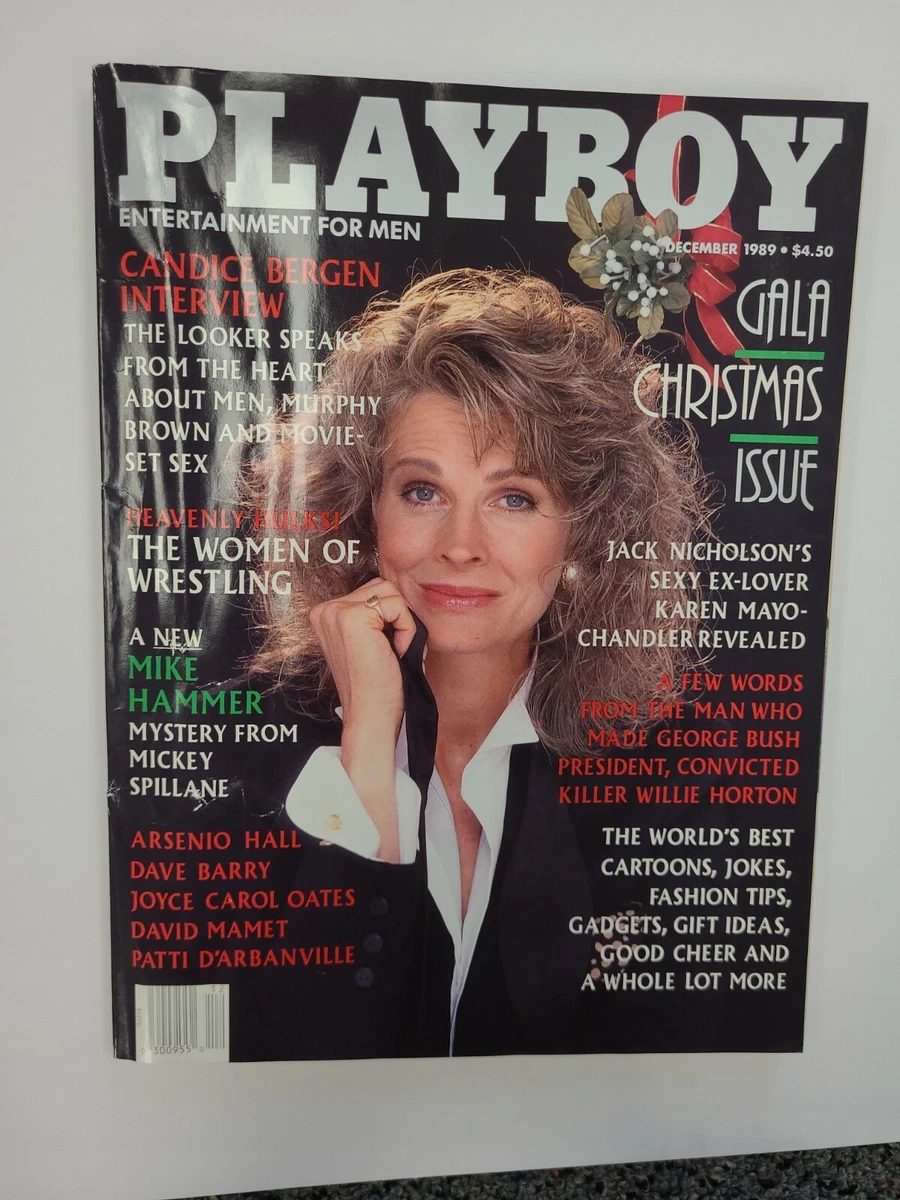 PLAYBOY
ENTERTAINMENT FOR MEN
DECEMBER 1989 • $4.50
CANDICE BERGEN
INTERVIEW
THE LOOKER SPEAKS
FROM THE HEART
ABOUT MEN, MURPHY
BROWN AND MOVIE-
SET SEX
HEAVENLY HULKS!
THE WOMEN OF
WRESTLING
A NEW
MIKE
HAMMER
MYSTERY FROM
MICKEY
SPILLANE
ARSENIO HALL
DAVE BARRY
JOYCE CAROL OATES
DAVID MAMET
PATTI D'ARBANVILLE
GALA
CHRISTMAS
ISSUE
JACK NICHOLSON'S
SEXY EX-LOVER
KAREN MAYO-
CHANDLER REVEALED
A FEW WORDS
FROM THE MAN WHO
MADE GEORGE BUSH
PRESIDENT, CONVICTED
KILLER WILLIE HORTON
THE WORLD'S BEST
CARTOONS, JOKES,
FASHION TIPS,
GADGETS, GIFT IDEAS,
GOOD CHEER AND
A WHOLE LOT MORE
12
300955